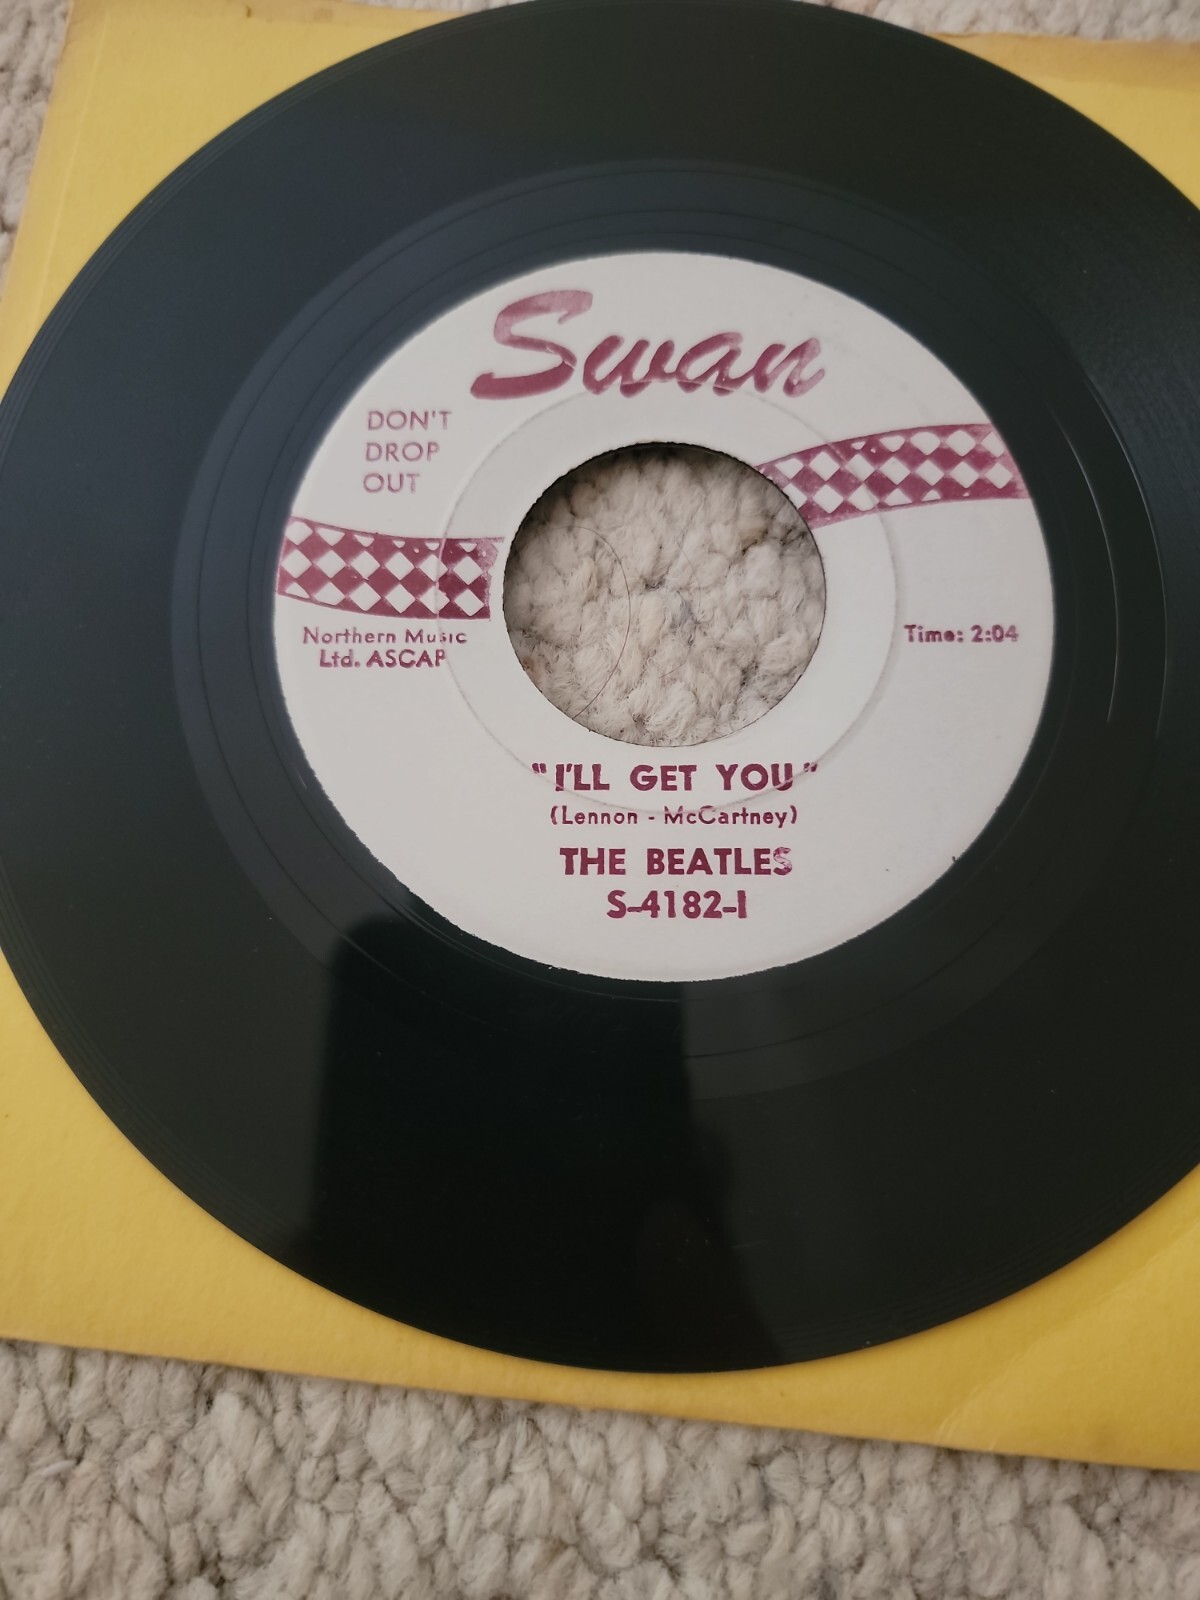 Swan
DON'T
DROP
OUT
Northern Music
Ltd. ASCAP
Time: 2:04
"I'LL GET YOU"
(Lennon - McCartney)
THE BEATLES
S-4182-I